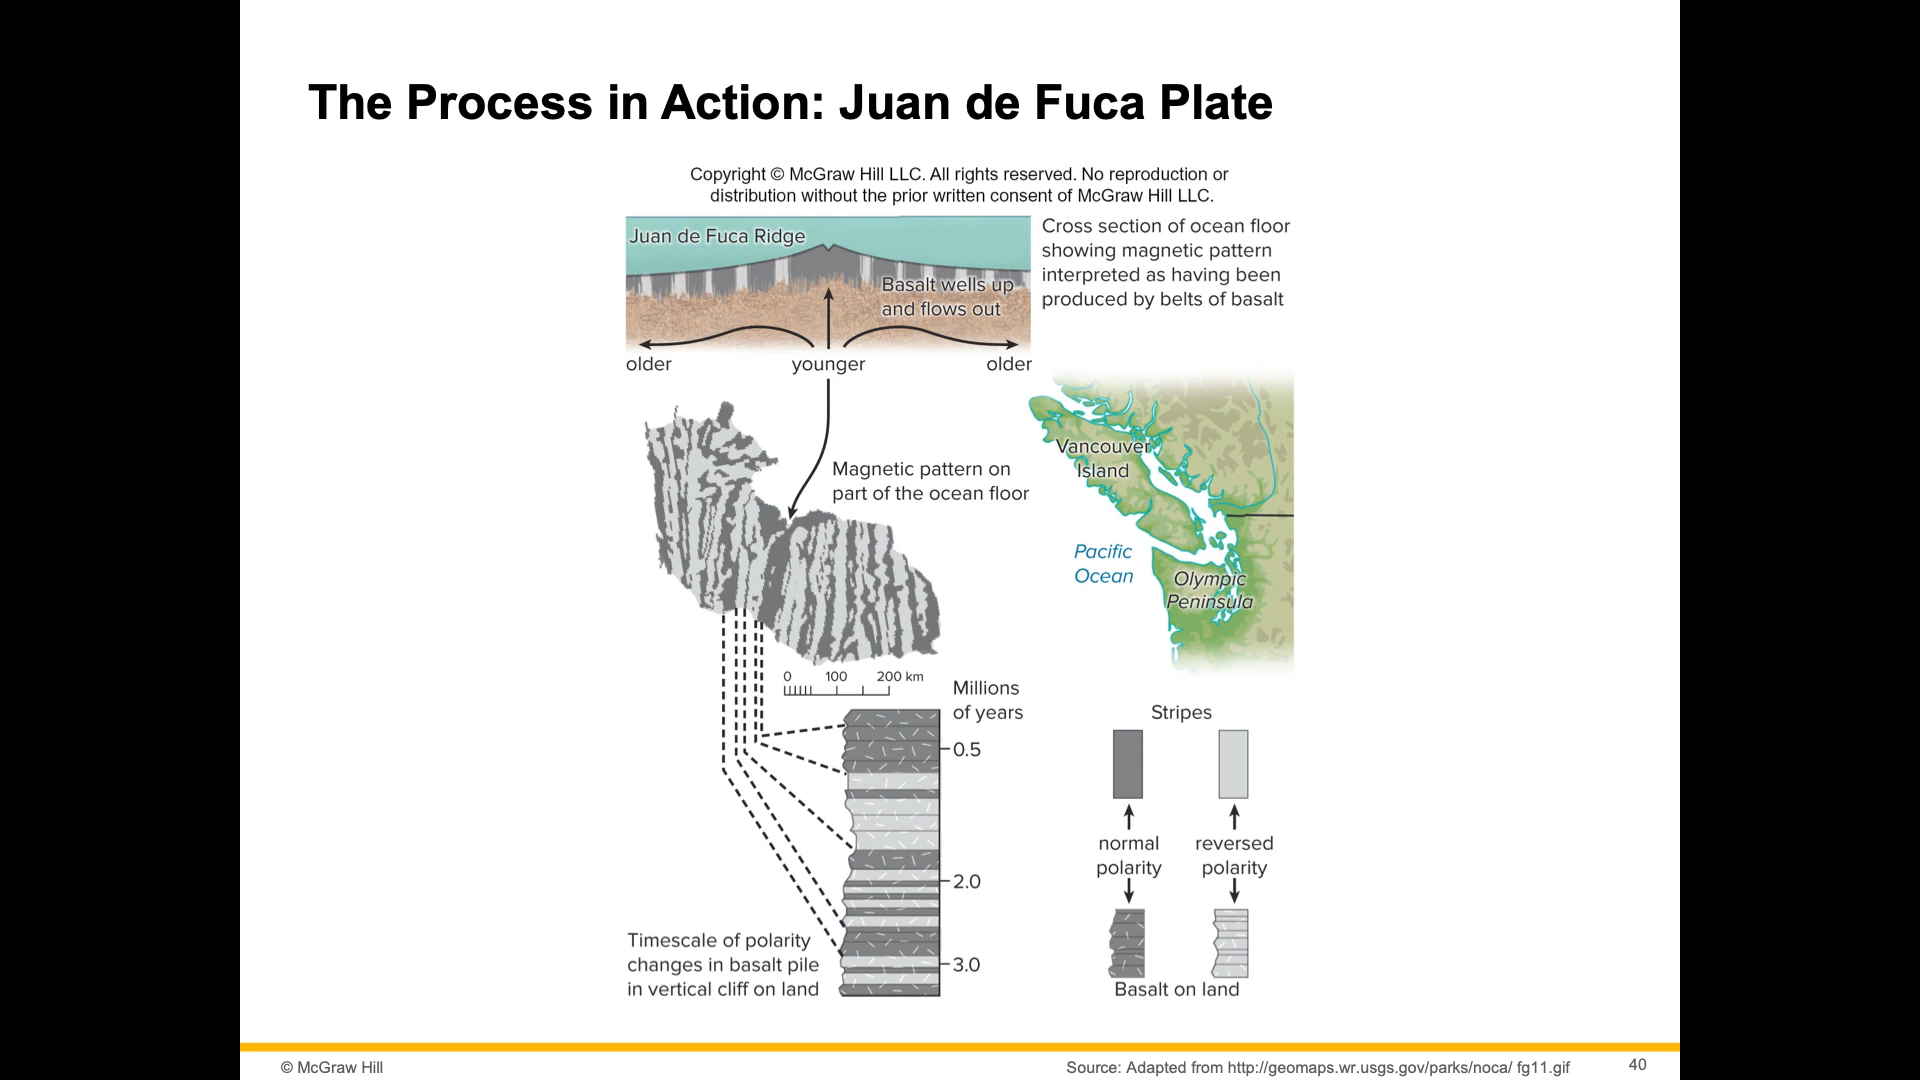 The Process in Action: Juan de Fuca Plate
Copyright © McGraw Hill LLC. All rights reserved. No reproduction or
distribution without the prior written consent of McGraw Hill LLC.
Juan de Fuca Ridge
Basalt wells up
and flows out
older
younger
older
Cross section of ocean floor
showing magnetic pattern
interpreted as having been
produced by belts of basalt
Magnetic pattern on
part of the ocean floor
Vancouver
Island
Pacific
Ocean
Olympic
Peninsula
0 100 200 km
Millions
of years
0.5
2.0
3.0
Timescale of polarity
changes in basalt pile
in vertical cliff on land
Stripes
normal
polarity
reversed
polarity
Basalt on land
© McGraw Hill
Source: Adapted from http://geomaps.wr.usgs.gov/parks/noca/ fg11.gif
40